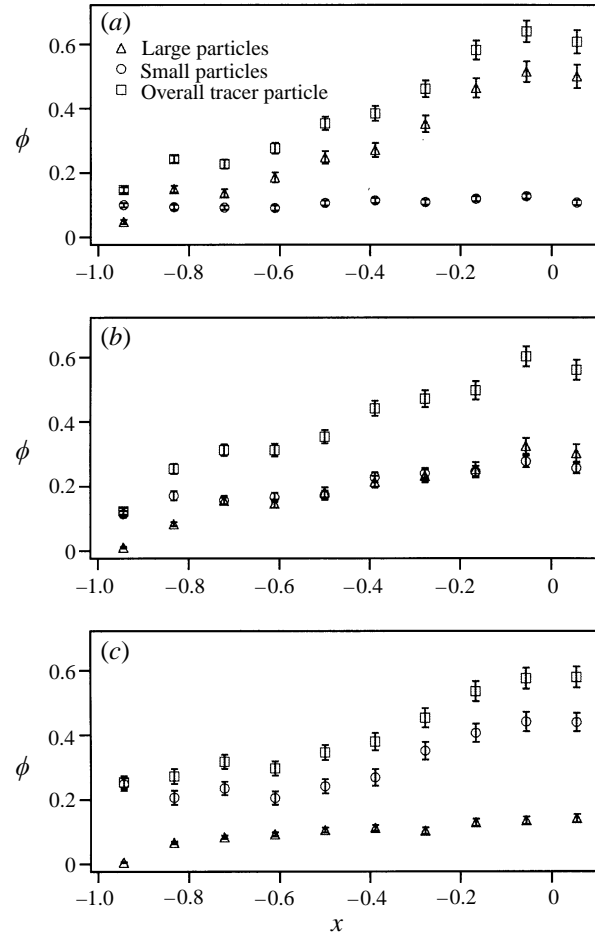 (a)
Large particles
Small particles
Overall tracer particle
0.6
0.4
ϕ
0.2
0
−1.0 −0.8 −0.6 −0.4 −0.2 0
(b)
0.6
0.4
ϕ
0.2
0
−1.0 −0.8 −0.6 −0.4 −0.2 0
(c)
0.6
0.4
ϕ
0.2
0
−1.0 −0.8 −0.6 −0.4 −0.2 0
x